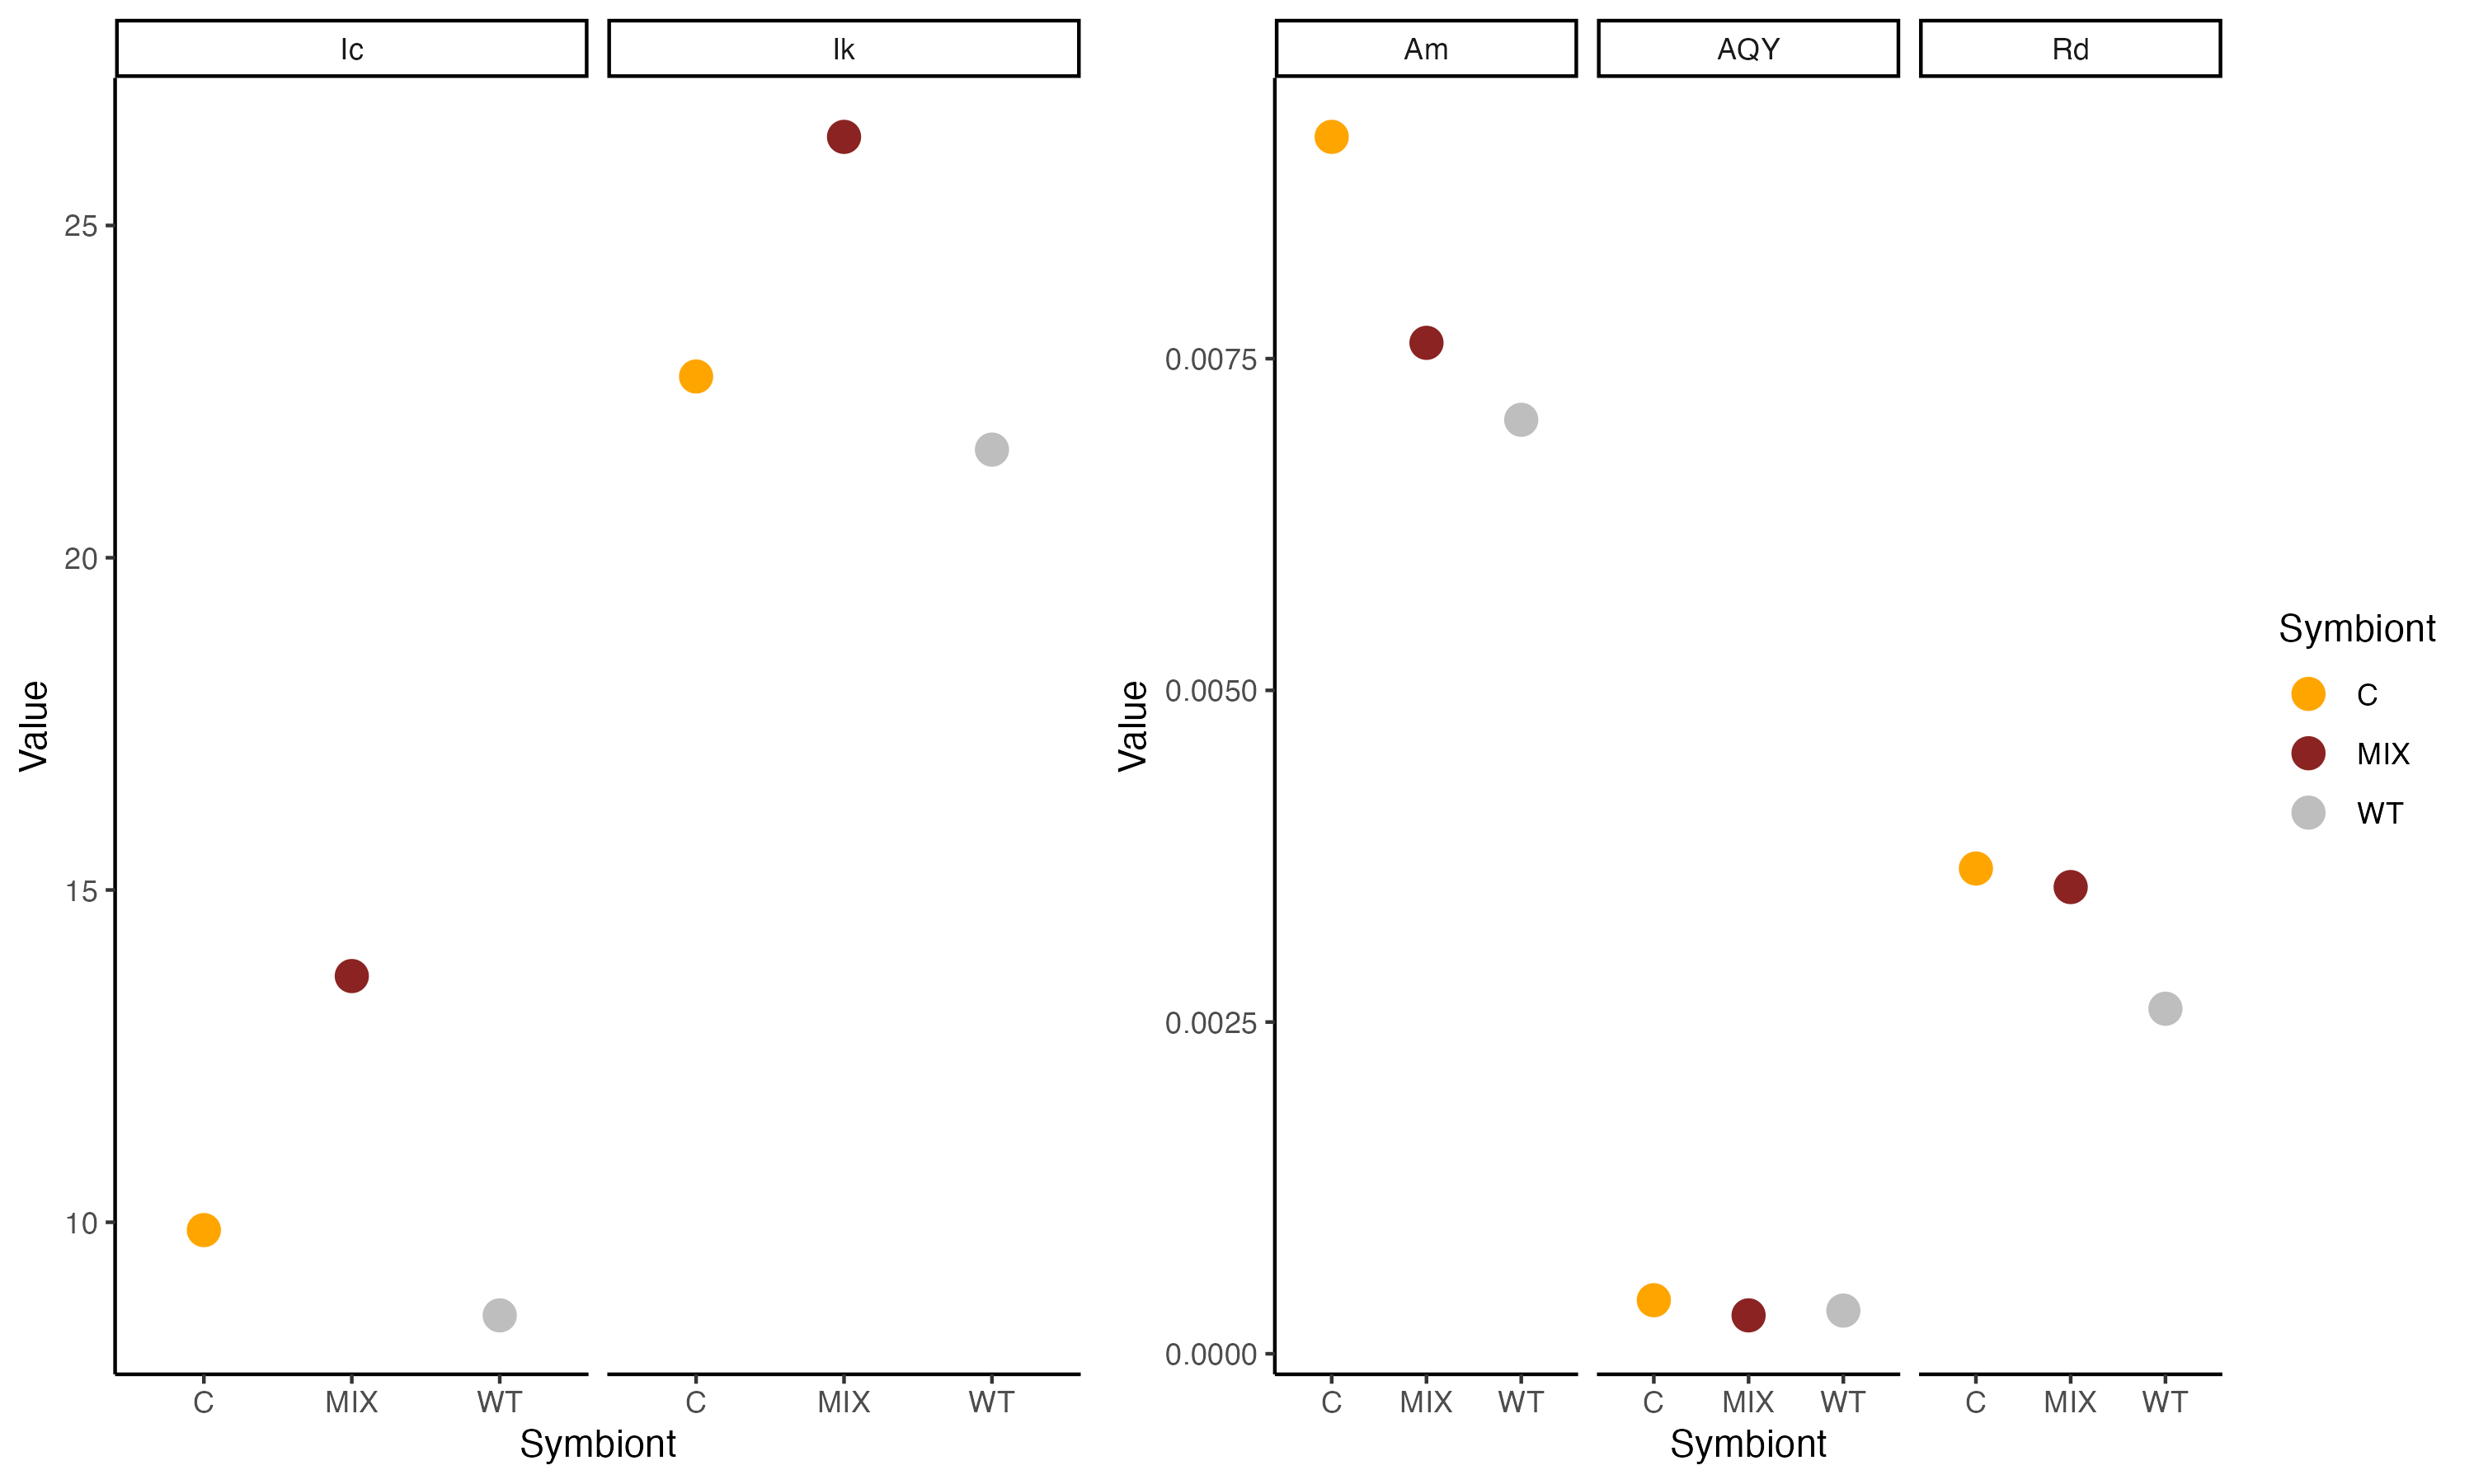 Ic
Ik
Value
25
20
15
10
C MIX WT
C MIX WT
Symbiont
Am
AQY
Rd
Value
0.0075
0.0050
0.0025
0.0000
C MIX WT
C MIX WT
C MIX WT
Symbiont
Symbiont
C
MIX
WT